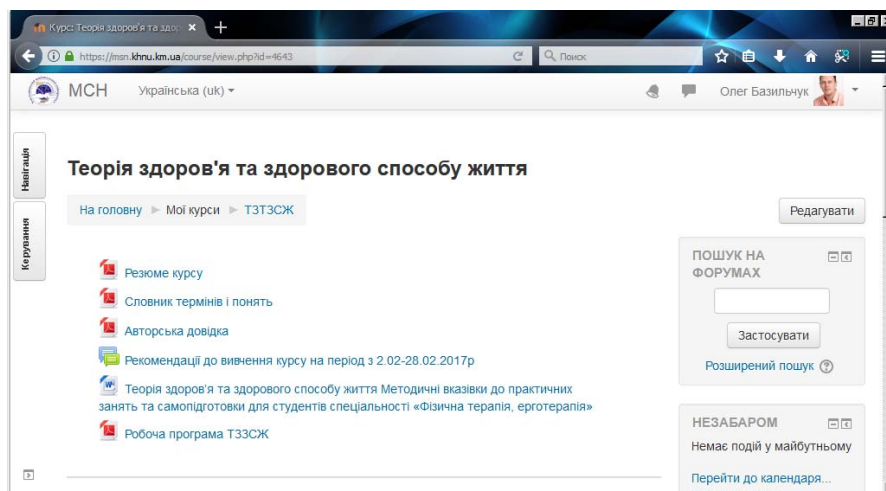 Курс: Теорія здоров'я та здор
https://msn.khnu.km.ua/course/view.php?id=4643
Поиск
МСН
Українська (uk)
Олег Базильчук
Навігація
Керування
Теорія здоров'я та здорового способу життя
На головну
Мої курси
ТЗТЗСЖ
Редагувати
Резюме курсу
Словник термінів і понять
Авторська довідка
Рекомендації до вивчення курсу на період з 2.02-28.02.2017р
Теорія здоров'я та здорового способу життя Методичні вказівки до практичних
занять та самопідготовки для студентів спеціальності «Фізична терапія, ерготерапія»
Робоча програма ТЗЗСЖ
ПОШУК НА
ФОРУМАХ
Застосувати
Розширений пошук
НЕЗАБАРОМ
Немає подій у майбутньому
Перейти до календаря...